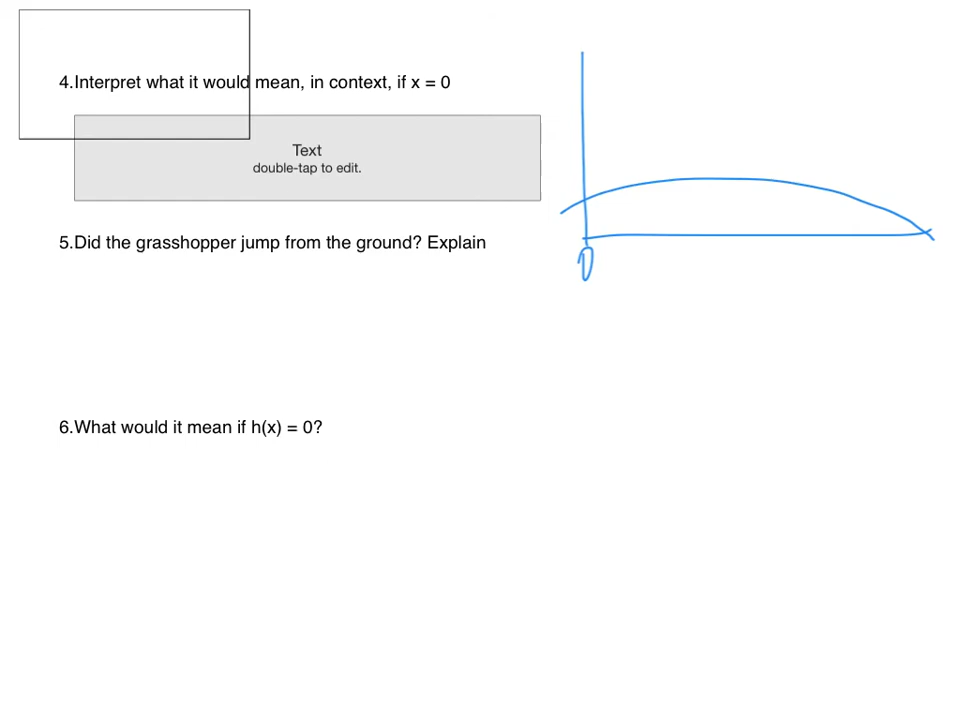 4.Interpret what it would mean, in context, if x = 0
Text
double-tap to edit.
5.Did the grasshopper jump from the ground? Explain
0
6.What would it mean if h(x) = 0?